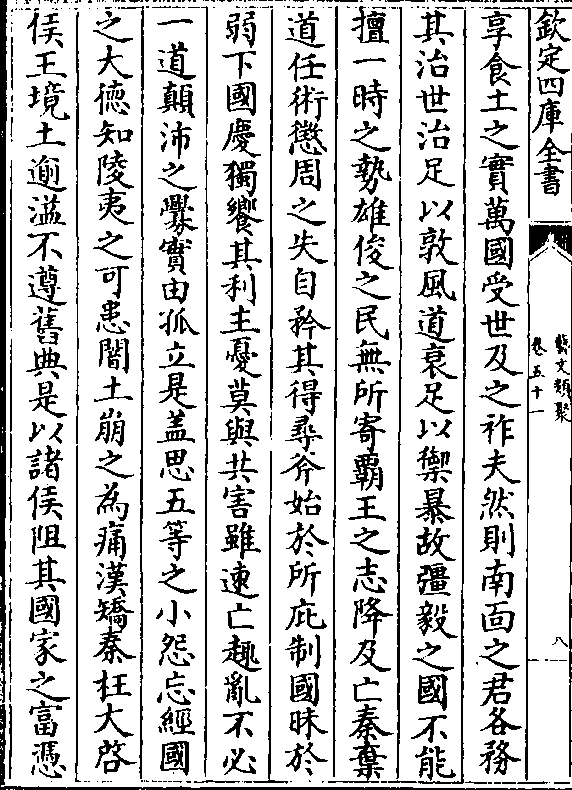 欽定四庫全書
藝文類聚
卷五十一
八
享食土之實萬國受世及之祚夫然則南面之君各務
其治世治足以敦風道衰足以禦暴故彊毅之國不能
擅一時之勢雄俊之民無所寄霸王之志降及亡秦棄
道任術懲周之失自矜其得尋斧始於所庇制國昧於
弱下國慶獨饗其利主憂莫與共害雖速亡趣亂不必
一道顛沛之釁實由孤立是盖思五等之小怨忘經國
之大德知陵夷之可患闇土崩之為痛漢矯秦枉大啓
侯王境土逾溢不遵舊典是以諸侯阻其國家之富憑